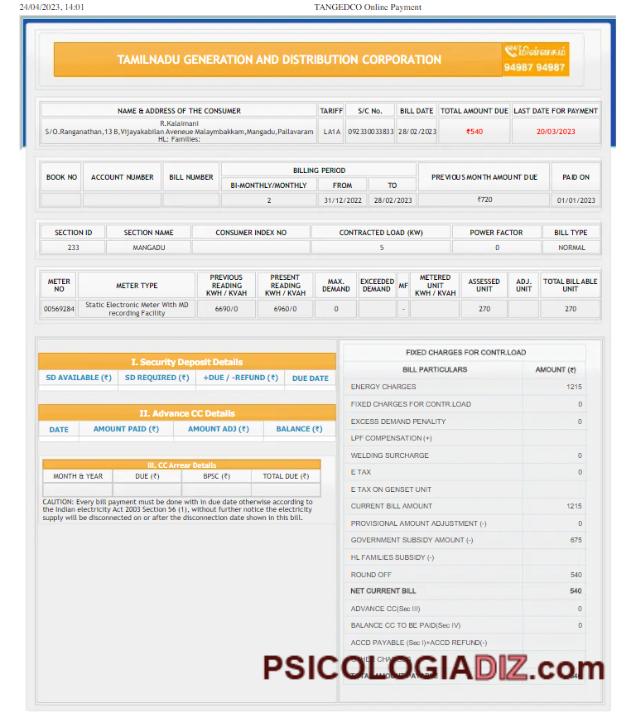 24/04/2023, 14:01
TANGEDCO Online Payment
TAMILNADU GENERATION AND DISTRIBUTION CORPORATION
மின்னகம்
94987 94987
NAME & ADDRESS OF THE CONSUMER TARIFF S/C No. BILL DATE TOTAL AMOUNT DUE LAST DATE FOR PAYMENT
R.Kalaimani
S/O.Ranganathan,13 B,Vijayakabilan Aveneue Malaymbakkam,Mangadu,Pallavaram LA1A 092330033833 28/02/2023 ₹540 20/03/2023
HL: Families:
BOOK NO ACCOUNT NUMBER BILL NUMBER BILLING PERIOD PREVIOUS MONTH AMOUNT DUE PAID ON
BI-MONTHLY/MONTHLY FROM TO
2 31/12/2022 28/02/2023 ₹720 01/01/2023
SECTION ID SECTION NAME CONSUMER INDEX NO CONTRACTED LOAD (KW) POWER FACTOR BILL TYPE
233 MANGADU 5 0 NORMAL
METER NO METER TYPE PREVIOUS READING KWH / KVAH PRESENT READING KWH / KVAH MAX. DEMAND EXCEEDED DEMAND MF METERED UNIT KWH / KVAH ASSESSED UNIT ADJ. UNIT TOTAL BILLABLE UNIT
00569284 Static Electronic Meter With MD recording Facility 6690/0 6960/0 0 - 270 270
I. Security Deposit Details
SD AVAILABLE (₹) SD REQUIRED (₹) +DUE / -REFUND (₹) DUE DATE
II. Advance CC Details
DATE AMOUNT PAID (₹) AMOUNT ADJ (₹) BALANCE (₹)
III. CC Arrear Details
MONTH & YEAR DUE (₹) BPSC (₹) TOTAL DUE (₹)
CAUTION: Every bill payment must be done with in due date otherwise according to
the Indian electricity Act 2003 Section 56 (1), without further notice the electricity
supply will be disconnected on or after the disconnection date shown in this bill.
FIXED CHARGES FOR CONTR.LOAD
BILL PARTICULARS AMOUNT (₹)
ENERGY CHARGES 1215
FIXED CHARGES FOR CONTR.LOAD 0
EXCESS DEMAND PENALITY 0
LPF COMPENSATION (+)
WELDING SURCHARGE 0
E TAX 0
E TAX ON GENSET UNIT
CURRENT BILL AMOUNT 1215
PROVISIONAL AMOUNT ADJUSTMENT (-) 0
GOVERNMENT SUBSIDY AMOUNT (-) 675
HL FAMILIES SUBSIDY (-)
ROUND OFF 540
NET CURRENT BILL 540
ADVANCE CC(Sec III) 0
BALANCE CC TO BE PAID(Sec IV) 0
ACCD PAYABLE (Sec I)+ACCD REFUND(-)
PSICOLOGIADIZ.com